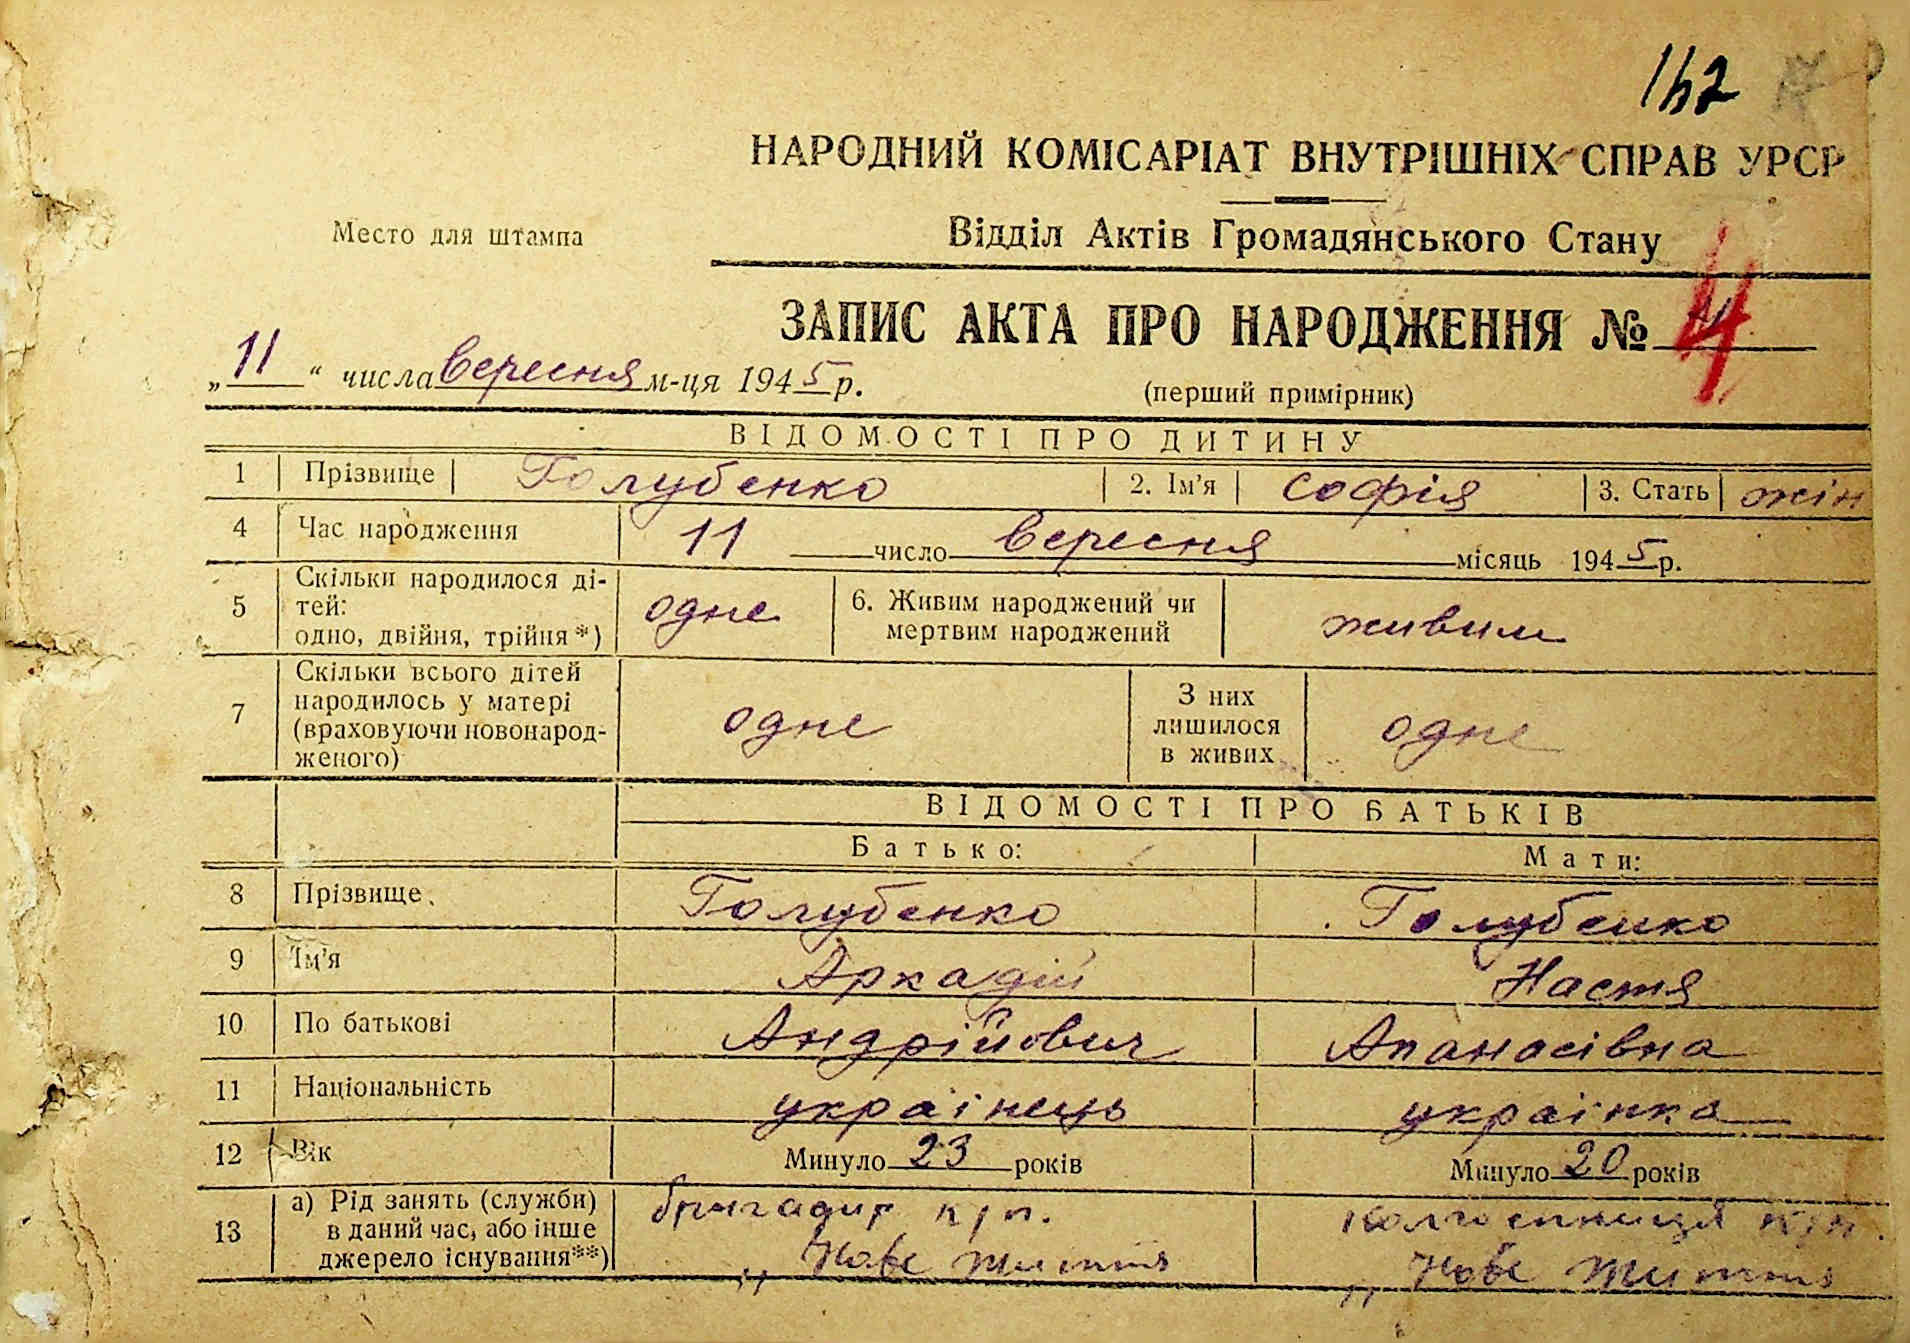 162
НАРОДНИЙ КОМІСАРІАТ ВНУТРІШНІХ СПРАВ УРСР
Место для штампа
Відділ Актів Громадянського Стану
ЗАПИС АКТА ПРО НАРОДЖЕННЯ № 4
„11“ числа вересня м-ця 1945 р.
(перший примірник)
ВІДОМОСТІ ПРО ДИТИНУ
1 Прізвище Голубенко 2. Ім'я Софія 3. Стать жін
4 Час народження 11 число вересня місяць 1945 р.
5 Скільки народилося ді-
тей:
одно, двійня, трійня*) одне
6. Живим народжений чи
мертвим народжений живим
7 Скільки всього дітей
народилось у матері
(враховуючи новонарод-
женого) одне
З них
лишилося
в живих одне
ВІДОМОСТІ ПРО БАТЬКІВ
Батько: Мати:
8 Прізвище Голубенко Голубенко
9 Ім'я Аркадій Настя
10 По батькові Андрійович Апанасівна
11 Національність українець українка
12 Вік Минуло 23 років Минуло 20 років
13 а) Рід занять (служби)
в даний час, або інше
джерело існування**)
бригадир к/п.
„Нове життя
колгоспниця к/п.
„Нове життя